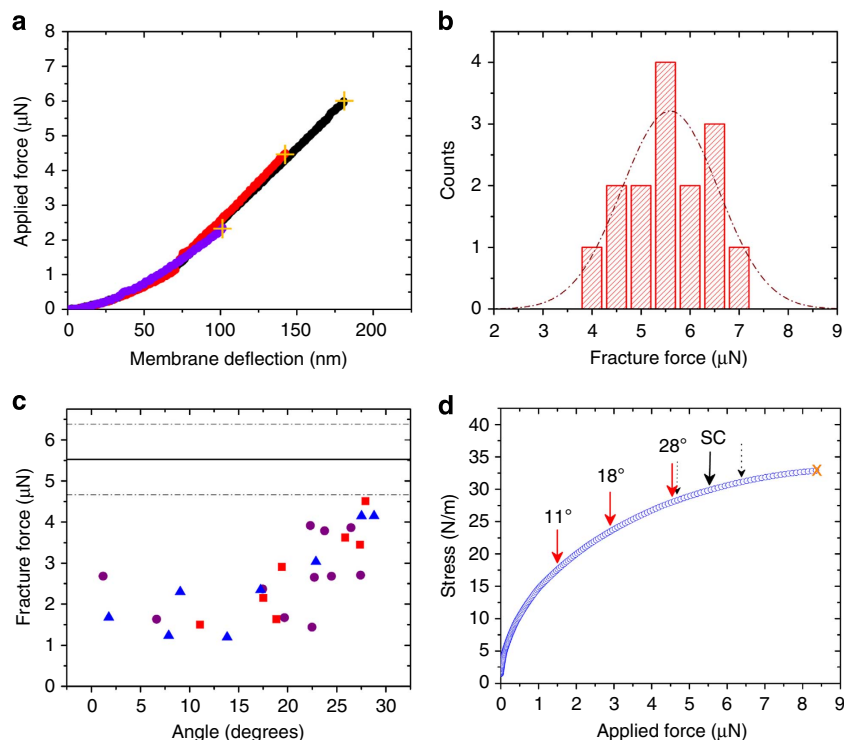 a
8
7
6
5
4
3
2
1
0
Applied force (μN)
0 50 100 150 200
Membrane deflection (nm)
b
4
3
2
1
0
Counts
2 3 4 5 6 7 8 9
Fracture force (μN)
c
6
5
4
3
2
1
0
Fracture force (μN)
0 5 10 15 20 25 30
Angle (degrees)
d
40
35
30
25
20
15
10
5
0
Stress (N/m)
11°
18°
28°
SC
X
0 1 2 3 4 5 6 7 8 9
Applied force (μN)